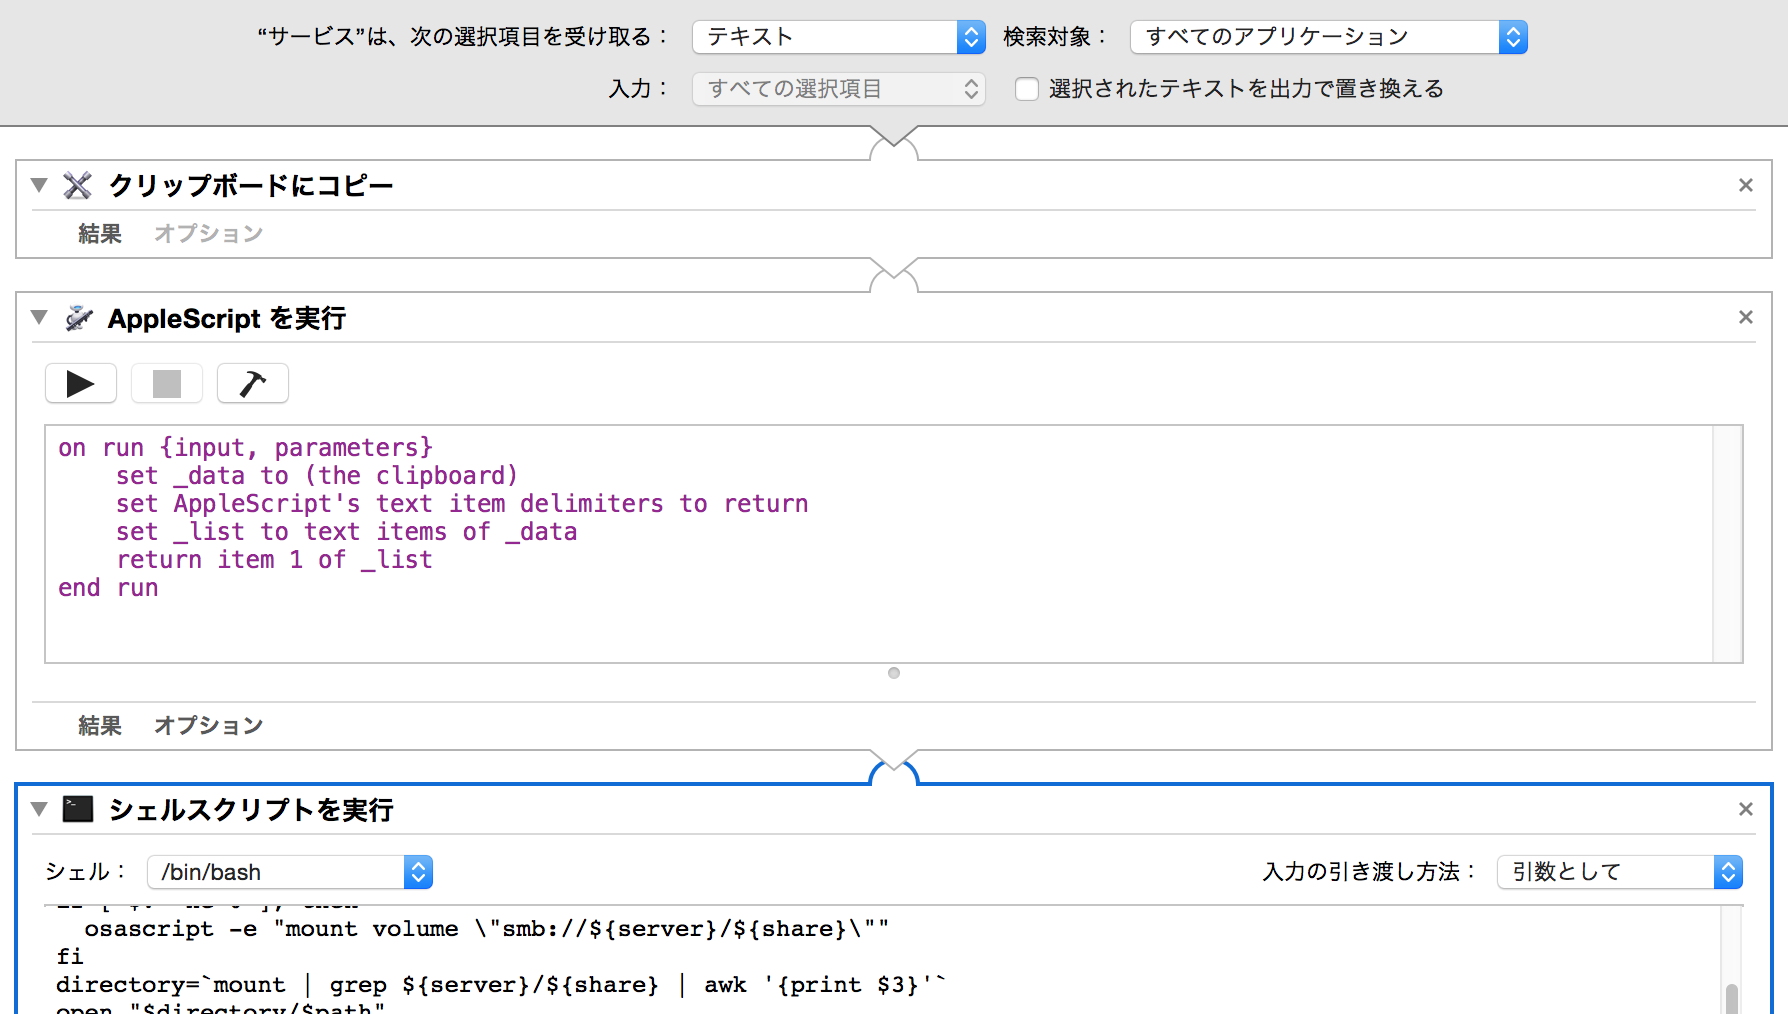 “サービス”は、次の選択項目を受け取る： テキスト 検索対象： すべてのアプリケーション
入力： すべての選択項目 選択されたテキストを出力で置き換える
クリップボードにコピー
結果 オプション
AppleScript を実行
on run {input, parameters}
    set _data to (the clipboard)
    set AppleScript's text item delimiters to return
    set _list to text items of _data
    return item 1 of _list
end run
結果 オプション
シェルスクリプトを実行
シェル： /bin/bash 入力の引き渡し方法： 引数として
  osascript -e "mount volume \"smb://${server}/${share}\""
fi
directory=`mount | grep ${server}/${share} | awk '{print $3}'`
open "$directory/$path"